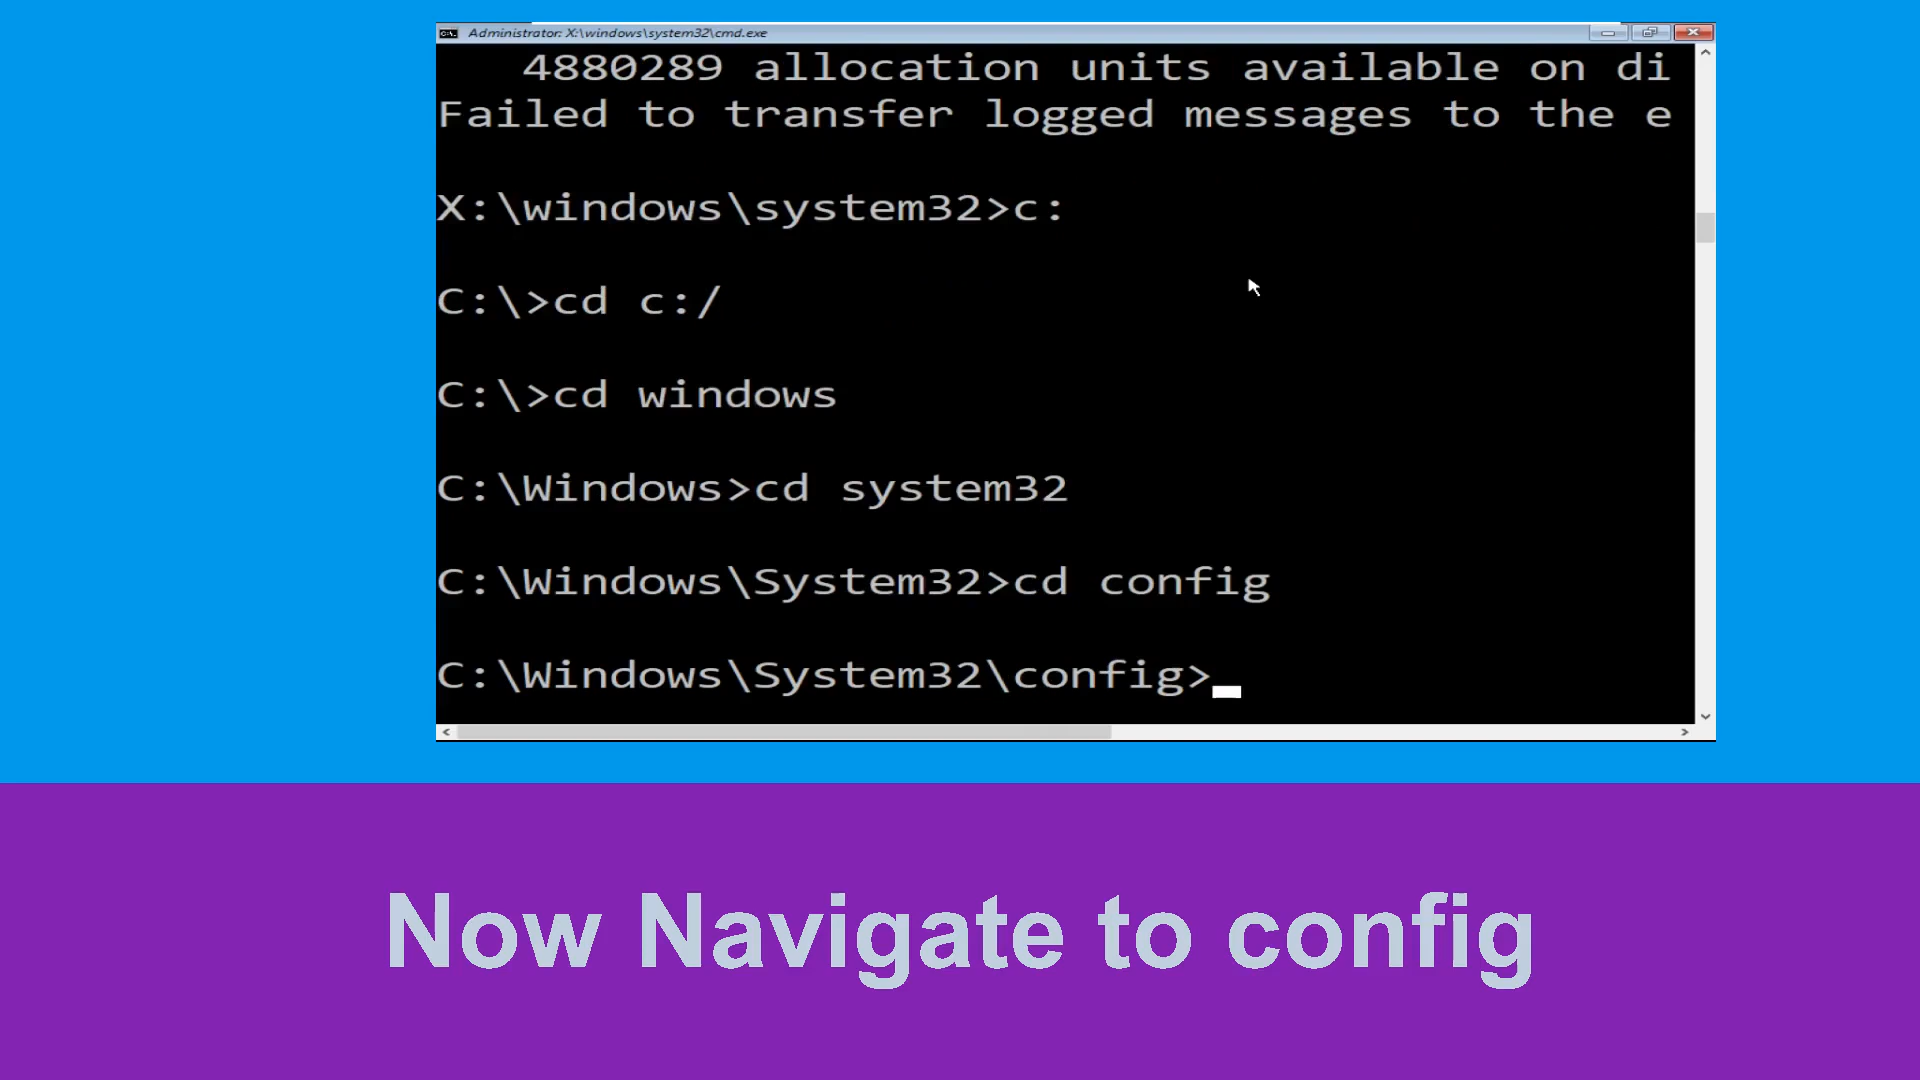 Administrator: X:\windows\system32\cmd.exe
4880289 allocation units available on di
Failed to transfer logged messages to the e
X:\windows\system32>c:
C:\>cd c:/
C:\>cd windows
C:\Windows>cd system32
C:\Windows\System32>cd config
C:\Windows\System32\config>
Now Navigate to config